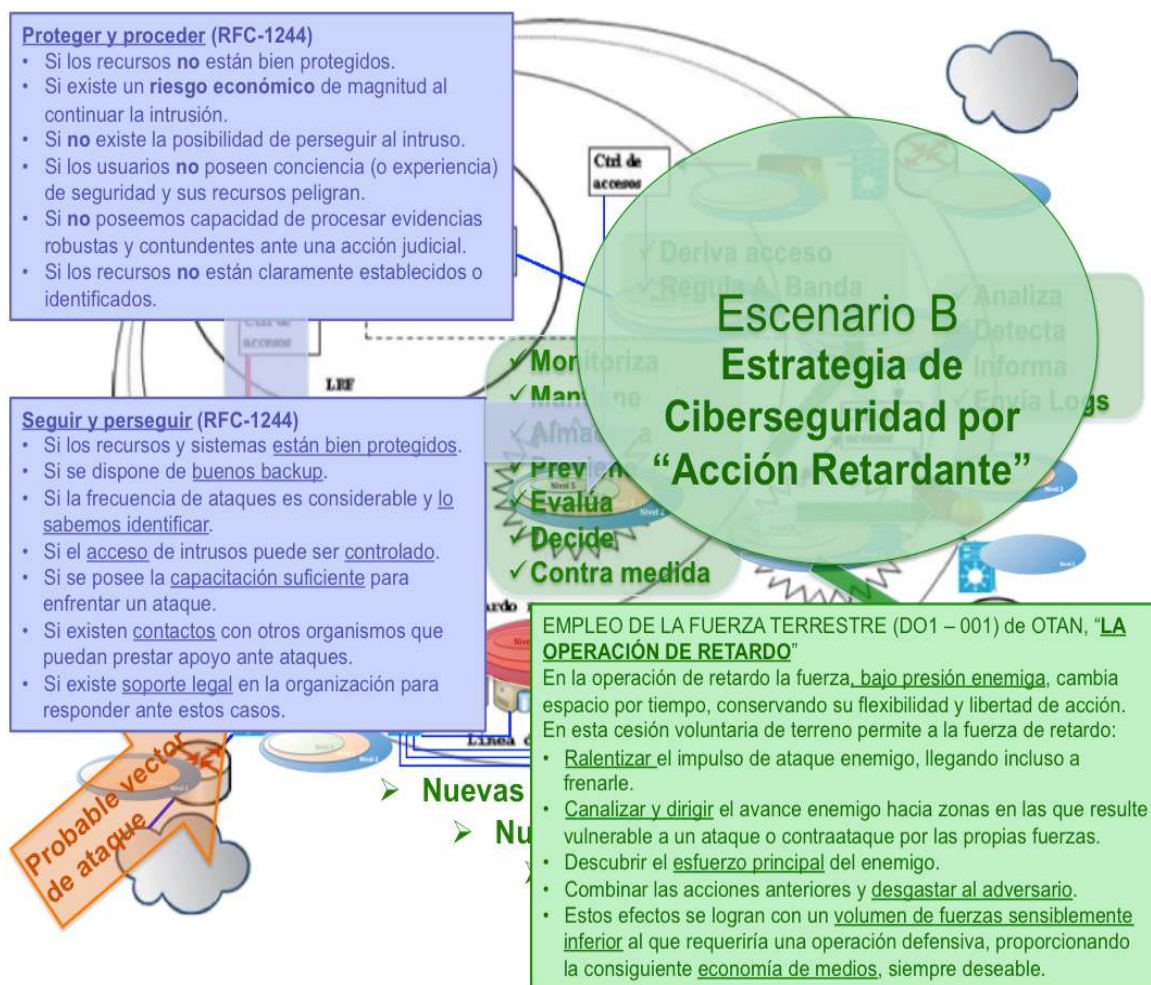 Proteger y proceder (RFC-1244)
• Si los recursos no están bien protegidos.
• Si existe un riesgo económico de magnitud al
continuar la intrusión.
• Si no existe la posibilidad de perseguir al intruso.
• Si los usuarios no poseen conciencia (o experiencia)
de seguridad y sus recursos peligran.
• Si no poseemos capacidad de procesar evidencias
robustas y contundentes ante una acción judicial.
• Si los recursos no están claramente establecidos o
identificados.
Ctrl de
accesos
✓ Deriva acceso
✓ Regula A. Banda
✓ Analiza
Detecta
Informa
✓ Envía Logs
Escenario B
Estrategia de
Ciberseguridad por
“Acción Retardante”
Ctrl de
accesos
LRF
✓ Monitoriza
✓ Mantiene
✓ Almacena
✓ Previene
✓ Evalúa
✓ Decide
✓ Contra medida
Nivel 5
Seguir y perseguir (RFC-1244)
• Si los recursos y sistemas están bien protegidos.
• Si se dispone de buenos backup.
• Si la frecuencia de ataques es considerable y lo
sabemos identificar.
• Si el acceso de intrusos puede ser controlado.
• Si se posee la capacitación suficiente para
enfrentar un ataque.
• Si existen contactos con otros organismos que
puedan prestar apoyo ante ataques.
• Si existe soporte legal en la organización para
responder ante estos casos.
Probable vector
de ataque
➢ Nuevas
➢ Nu
EMPLEO DE LA FUERZA TERRESTRE (DO1 – 001) de OTAN, “LA
OPERACIÓN DE RETARDO”
En la operación de retardo la fuerza, bajo presión enemiga, cambia
espacio por tiempo, conservando su flexibilidad y libertad de acción.
En esta cesión voluntaria de terreno permite a la fuerza de retardo:
• Ralentizar el impulso de ataque enemigo, llegando incluso a
frenarle.
• Canalizar y dirigir el avance enemigo hacia zonas en las que resulte
vulnerable a un ataque o contraataque por las propias fuerzas.
• Descubrir el esfuerzo principal del enemigo.
• Combinar las acciones anteriores y desgastar al adversario.
• Estos efectos se logran con un volumen de fuerzas sensiblemente
inferior al que requeriría una operación defensiva, proporcionando
la consiguiente economía de medios, siempre deseable.